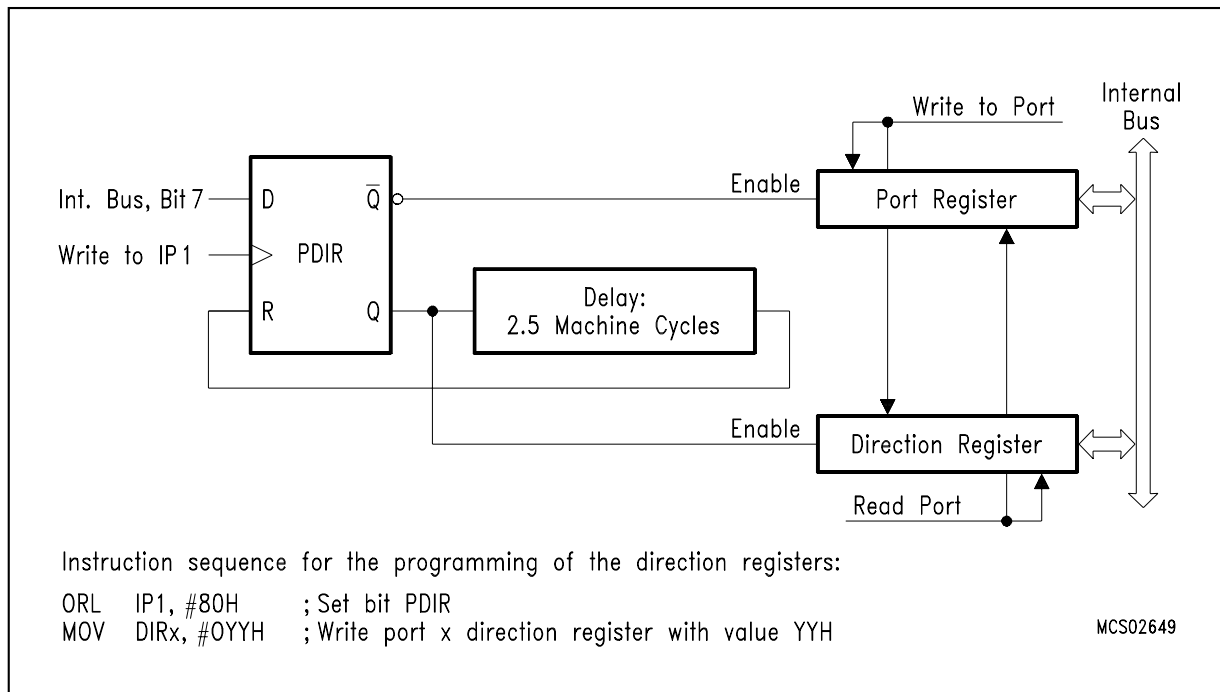 Write to Port
Internal
Bus
Int. Bus, Bit 7
D
Q
Enable
Port Register
Write to IP1
PDIR
R
Q
Delay:
2.5 Machine Cycles
Enable
Direction Register
Read Port
Instruction sequence for the programming of the direction registers:
ORL IP1, #80H ; Set bit PDIR
MOV DIRx, #0YYH ; Write port x direction register with value YYH
MCS02649